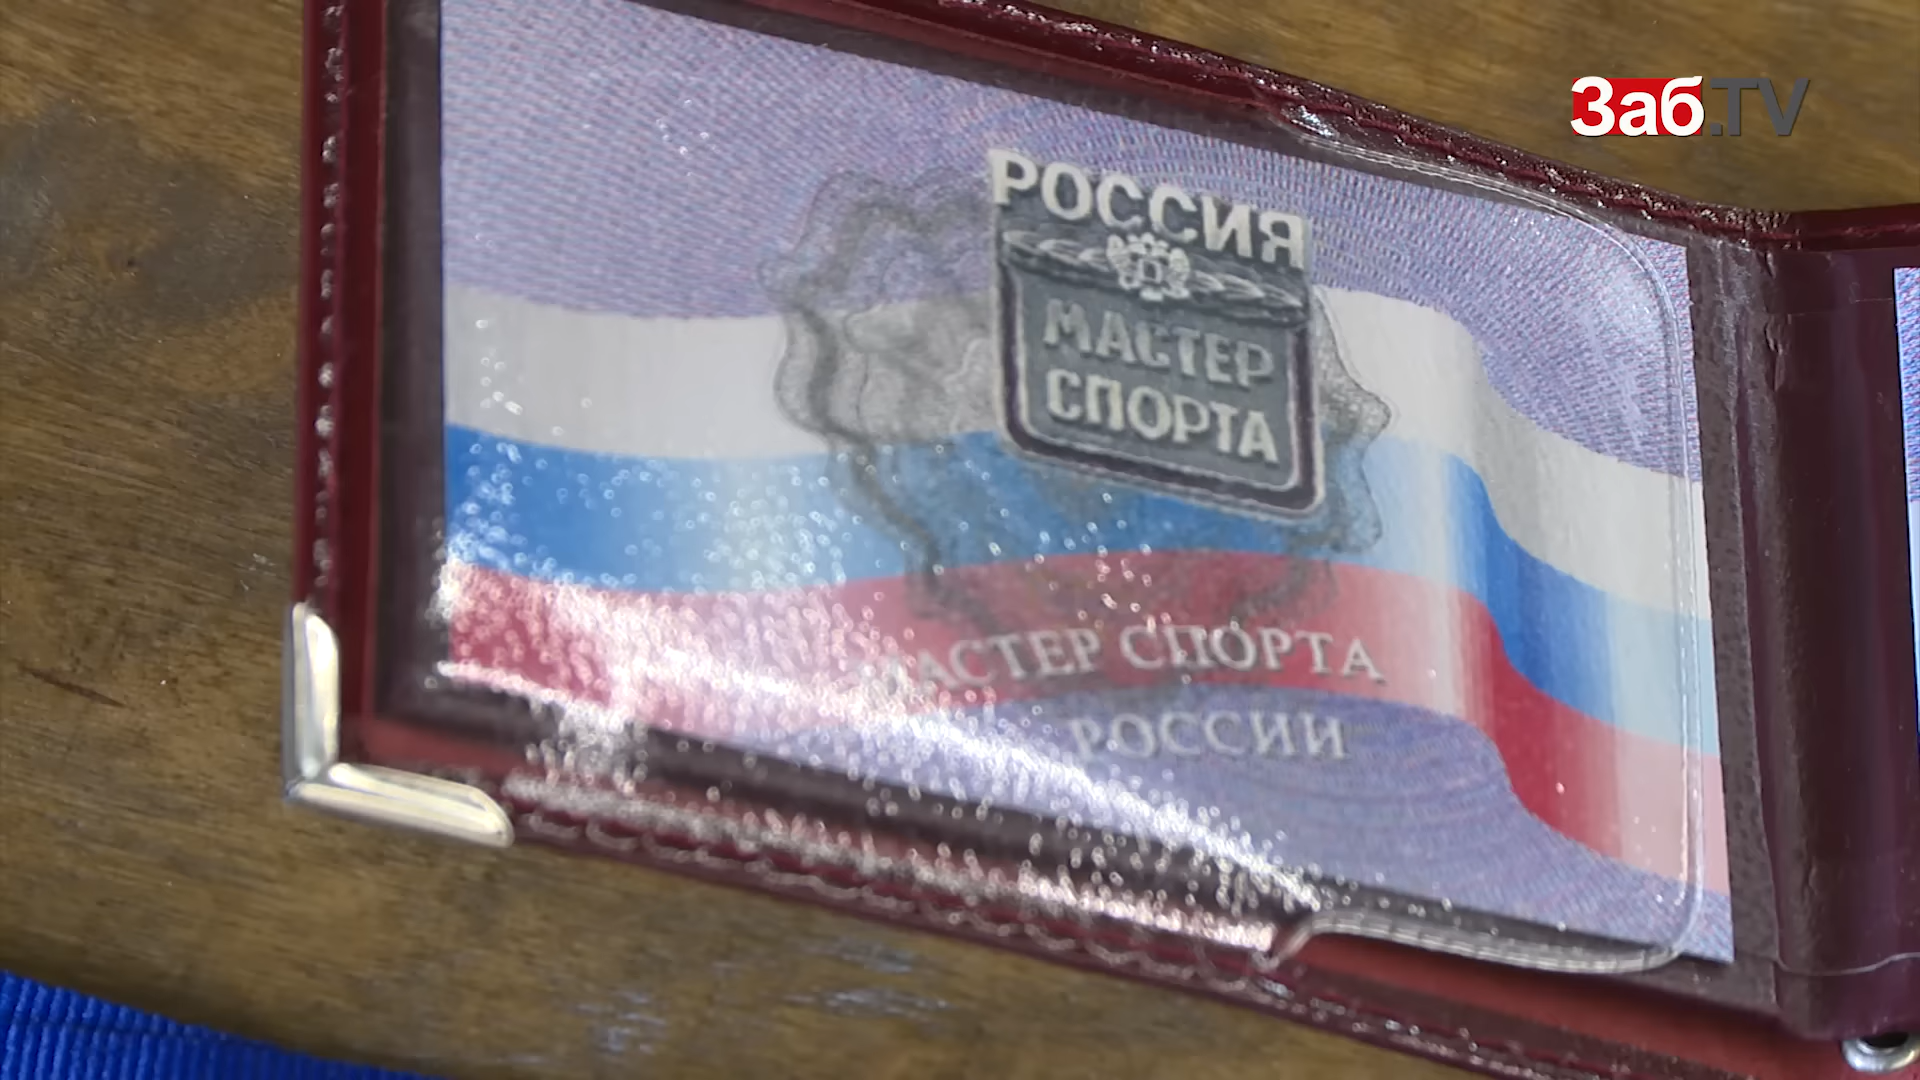 Заб.TV
РОССИЯ
МАСТЕР
СПОРТА
МАСТЕР СПОРТА
РОССИИ